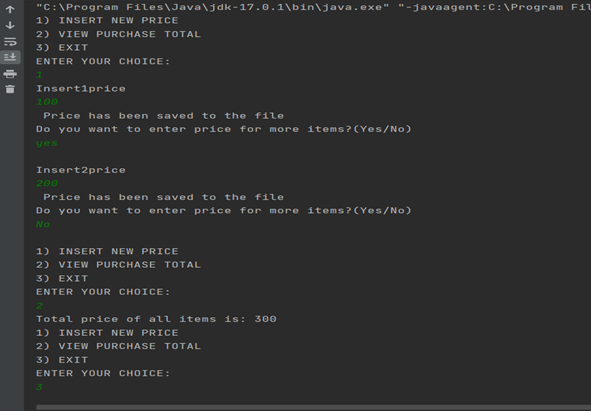 "C:\Program Files\Java\jdk-17.0.1\bin\java.exe" "-javaagent:C:\Program Fil
1) INSERT NEW PRICE
2) VIEW PURCHASE TOTAL
3) EXIT
ENTER YOUR CHOICE:
1
Insert1price
100
Price has been saved to the file
Do you want to enter price for more items?(Yes/No)
yes
Insert2price
200
Price has been saved to the file
Do you want to enter price for more items?(Yes/No)
No
1) INSERT NEW PRICE
2) VIEW PURCHASE TOTAL
3) EXIT
ENTER YOUR CHOICE:
2
Total price of all items is: 300
1) INSERT NEW PRICE
2) VIEW PURCHASE TOTAL
3) EXIT
ENTER YOUR CHOICE:
3